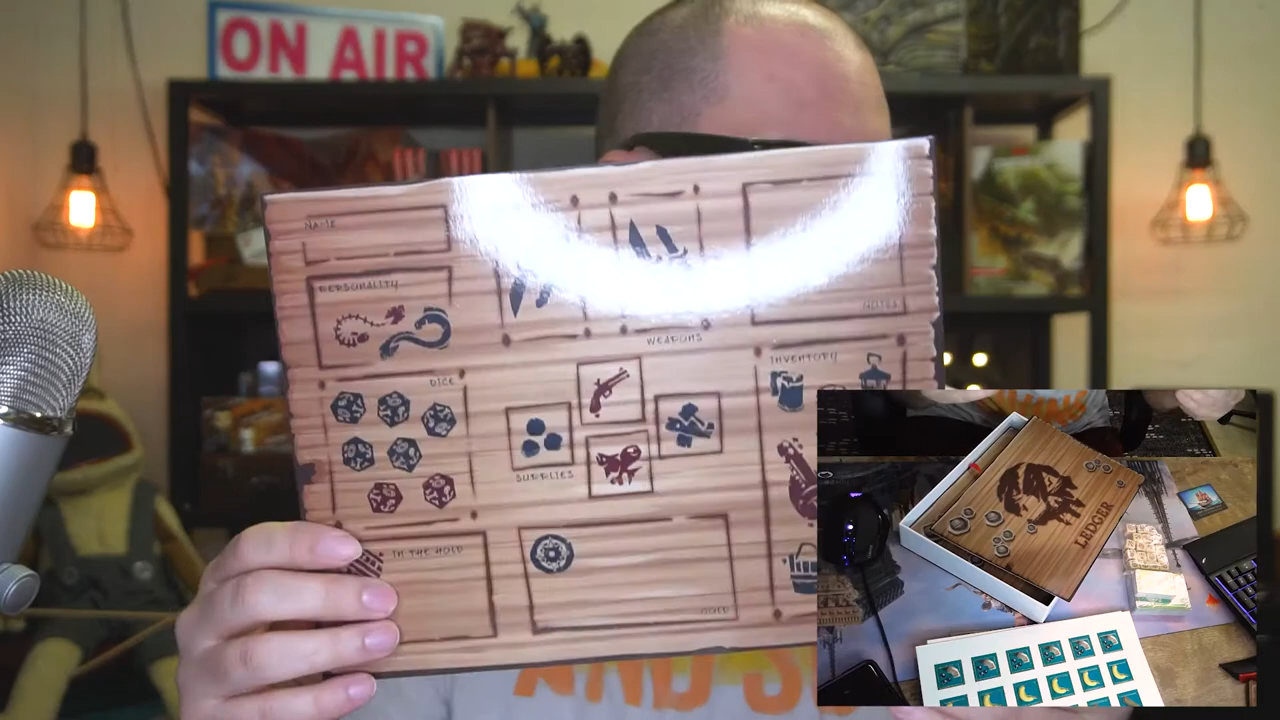 ON AIR
NAME
PERSONALITY
NOTES
WEAPONS
INVENTORY
DICE
SUPPLIES
IN THE HOLD
GOLD
LEDGER